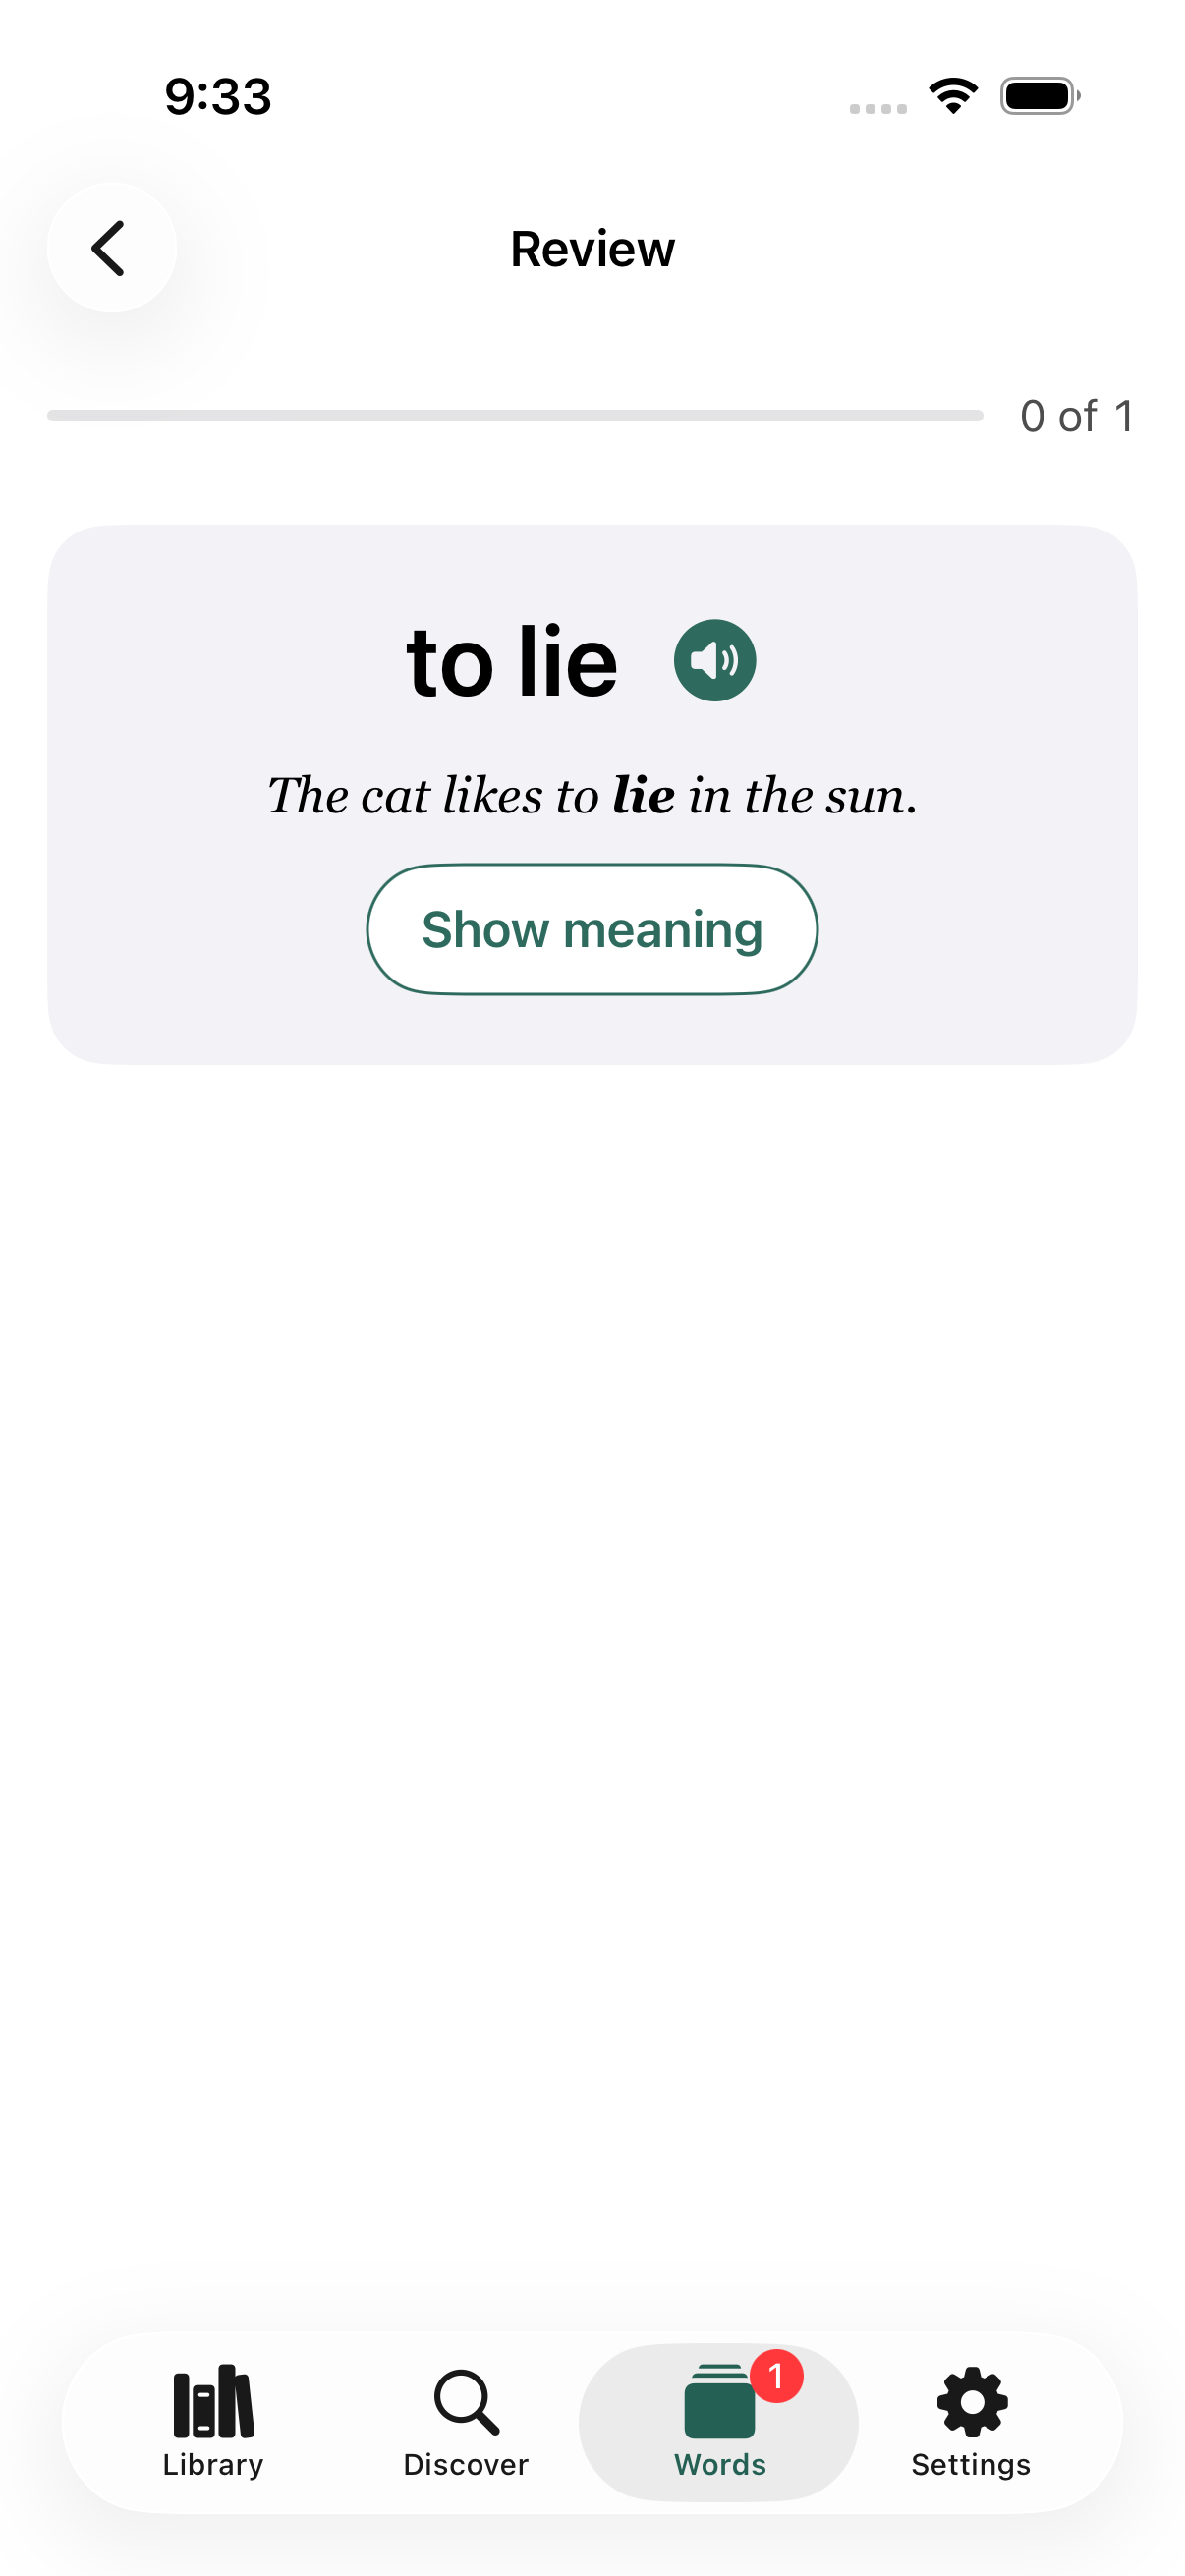 9:33
Review
0 of 1
to lie
The cat likes to lie in the sun.
Show meaning
1
Library
Discover
Words
Settings